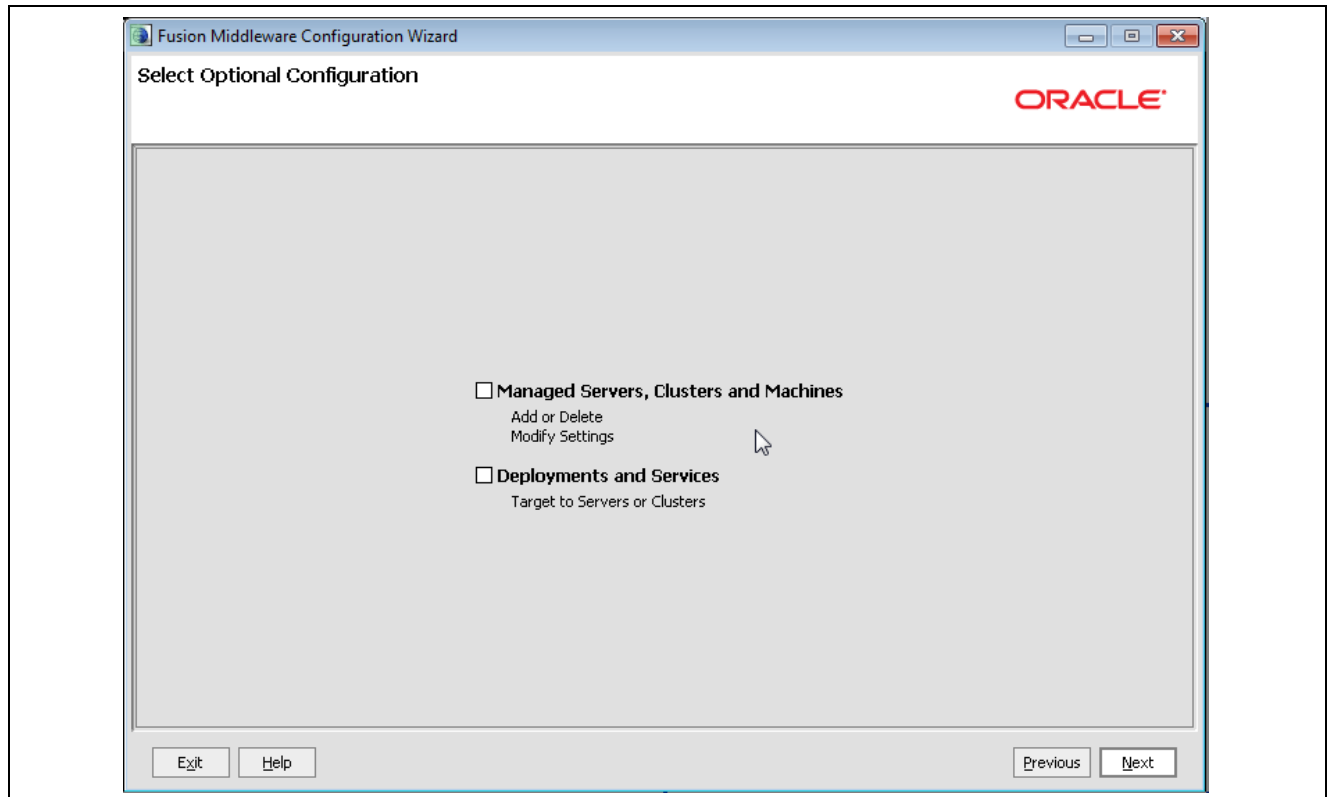 Fusion Middleware Configuration Wizard
Select Optional Configuration
ORACLE
Managed Servers, Clusters and Machines
Add or Delete
Modify Settings
Deployments and Services
Target to Servers or Clusters
Exit Help Previous Next